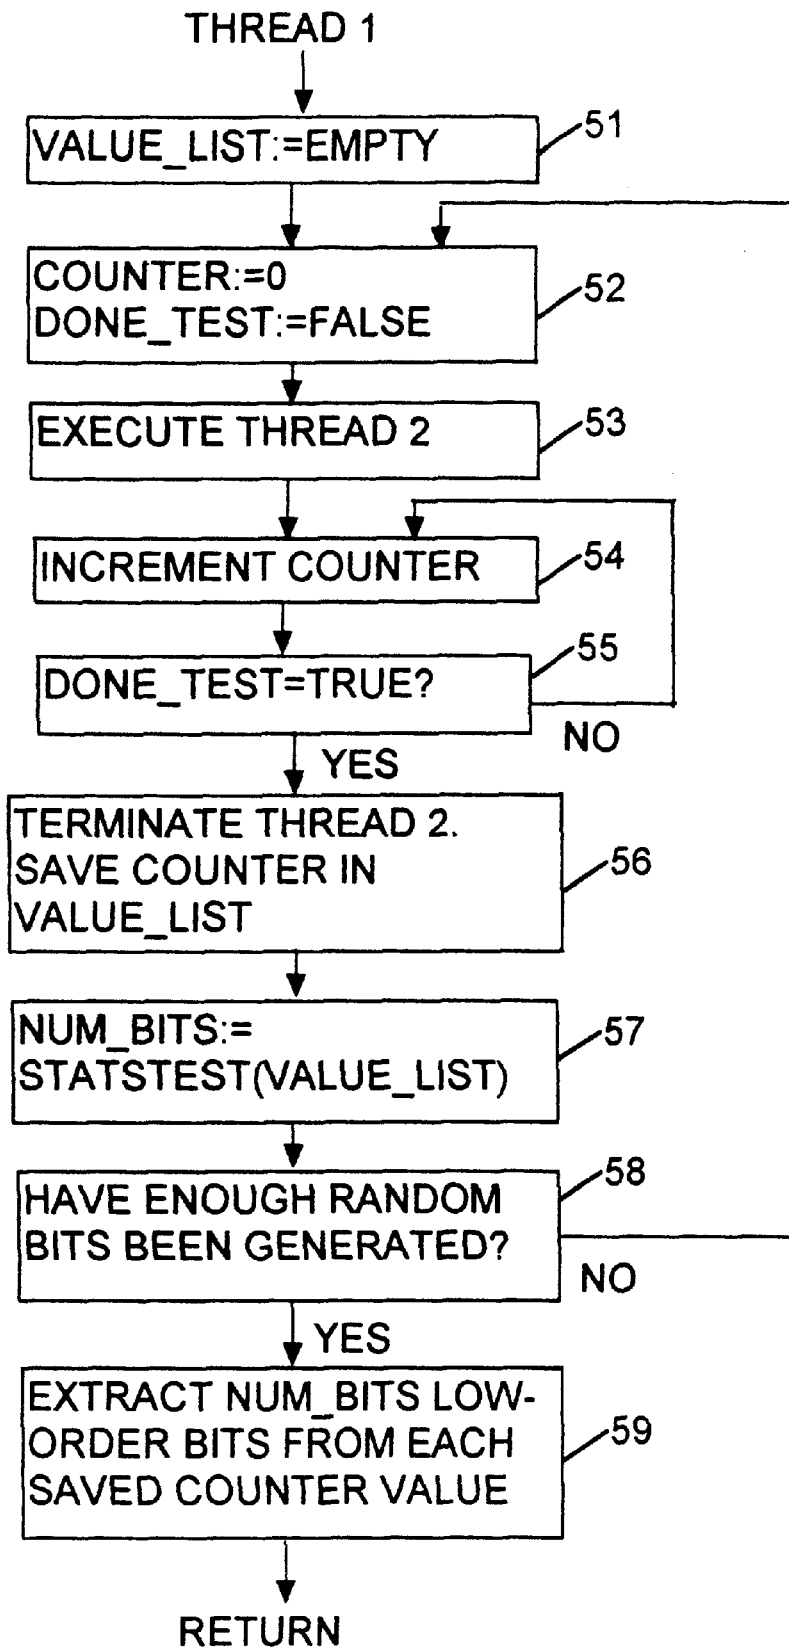 THREAD 1
VALUE_LIST:=EMPTY
51
COUNTER:=0
DONE_TEST:=FALSE
52
EXECUTE THREAD 2
53
INCREMENT COUNTER
54
DONE_TEST=TRUE?
55
NO
YES
TERMINATE THREAD 2.
SAVE COUNTER IN
VALUE_LIST
56
NUM_BITS:=
STATSTEST(VALUE_LIST)
57
HAVE ENOUGH RANDOM
BITS BEEN GENERATED?
58
NO
YES
EXTRACT NUM_BITS LOW-
ORDER BITS FROM EACH
SAVED COUNTER VALUE
59
RETURN